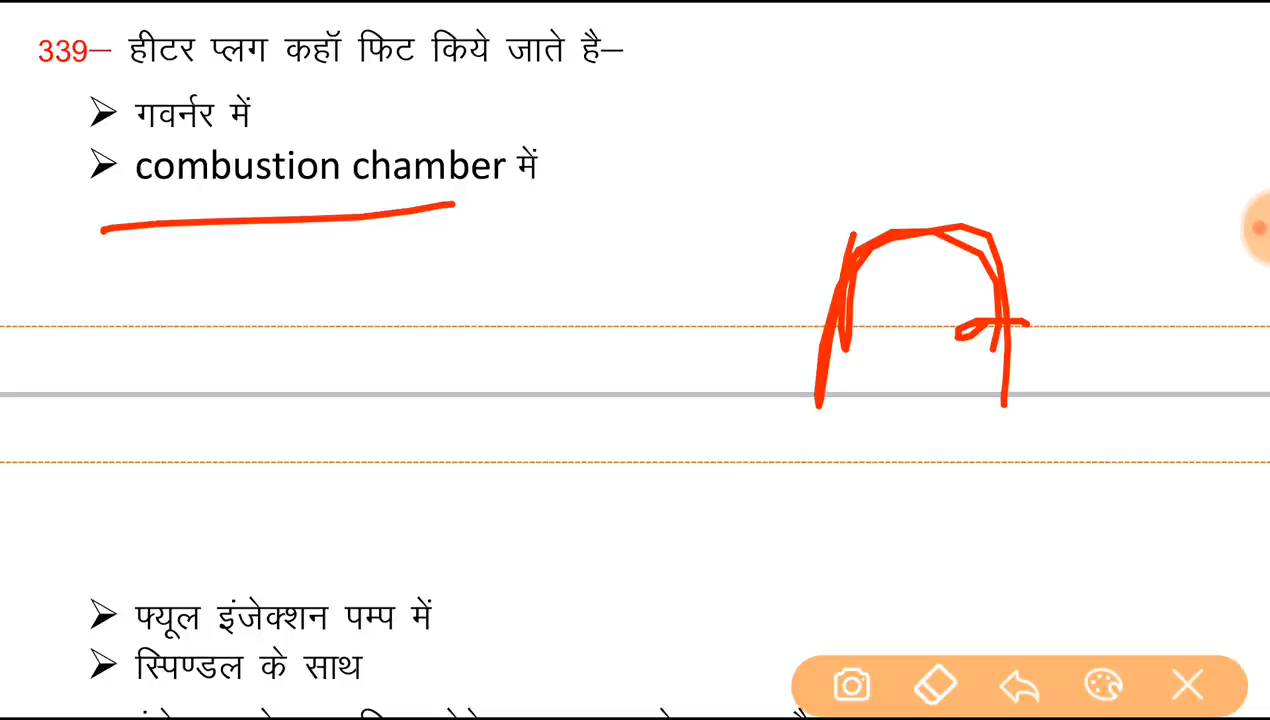 339– हीटर प्लग कहॉ फिट किये जाते है–
➢ गवर्नर में
➢ combustion chamber में
➢ फ्यूल इंजेक्शन पम्प में
➢ स्पिण्डल के साथ